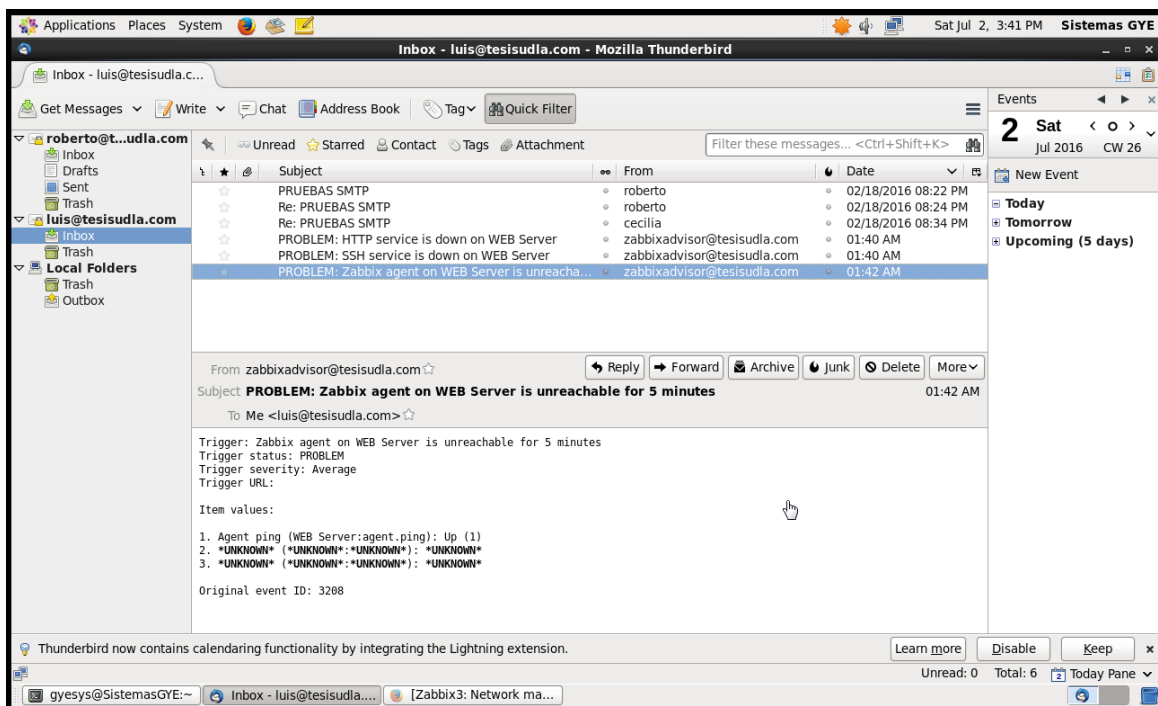 Applications Places System Sat Jul 2, 3:41 PM Sistemas GYE
Inbox - luis@tesisudla.com - Mozilla Thunderbird
Inbox - luis@tesisudla.c...
Get Messages Write Chat Address Book Tag Quick Filter
Events
2 Sat
Jul 2016 CW 26
New Event
Today
Tomorrow
Upcoming (5 days)
roberto@t...udla.com
Inbox
Drafts
Sent
Trash
luis@tesisudla.com
Inbox
Trash
Local Folders
Trash
Outbox
Unread Starred Contact Tags Attachment Filter these messages... <Ctrl+Shift+K>
Subject From Date
PRUEBAS SMTP roberto 02/18/2016 08:22 PM
Re: PRUEBAS SMTP roberto 02/18/2016 08:24 PM
Re: PRUEBAS SMTP cecilia 02/18/2016 08:34 PM
PROBLEM: HTTP service is down on WEB Server zabbixadvisor@tesisudla.com 01:40 AM
PROBLEM: SSH service is down on WEB Server zabbixadvisor@tesisudla.com 01:40 AM
PROBLEM: Zabbix agent on WEB Server is unreacha... zabbixadvisor@tesisudla.com 01:42 AM
From zabbixadvisor@tesisudla.com Reply Forward Archive Junk Delete More
Subject PROBLEM: Zabbix agent on WEB Server is unreachable for 5 minutes 01:42 AM
To Me <luis@tesisudla.com>
Trigger: Zabbix agent on WEB Server is unreachable for 5 minutes
Trigger status: PROBLEM
Trigger severity: Average
Trigger URL:
Item values:
1. Agent ping (WEB Server:agent.ping): Up (1)
2. *UNKNOWN* (*UNKNOWN*:*UNKNOWN*): *UNKNOWN*
3. *UNKNOWN* (*UNKNOWN*:*UNKNOWN*): *UNKNOWN*
Original event ID: 3208
Thunderbird now contains calendaring functionality by integrating the Lightning extension. Learn more Disable Keep
Unread: 0 Total: 6 Today Pane
gyesys@SistemasGYE:~ Inbox - luis@tesisudla.... [Zabbix3: Network ma...